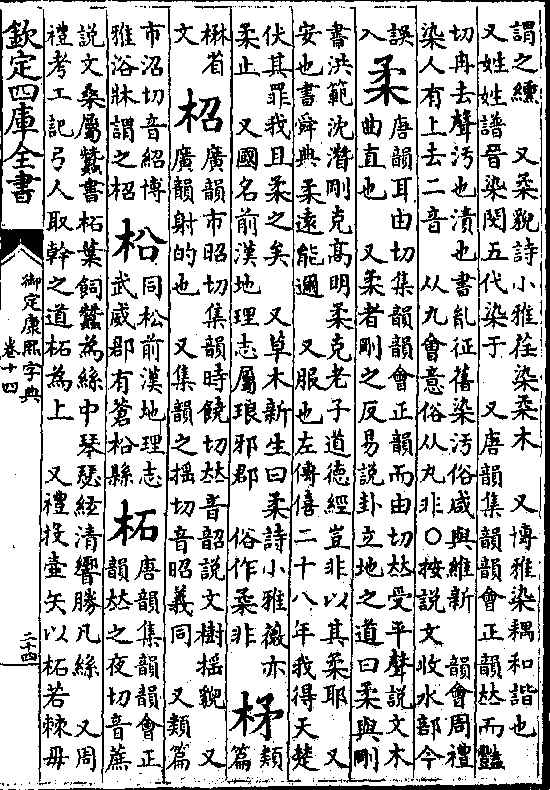 謂之纁　又柔貌詩小雅荏染柔木　又博雅染耦和諧也
又姓姓譜晉染閔五代染于　又唐韻集韻韻會正韻𠀤而豔
切冉去聲汚也漬也書胤征舊染汚俗咸與維新　韻會周禮
染人有上去二音　从九會意俗从丸非○按說文收水部今
誤
入
柔
唐韻耳由切集韻韻會正韻而由切𠀤受平聲說文木
曲直也　又柔者剛之反易說卦立地之道曰柔與剛
書洪範沈潛剛克高明柔克老子道德經豈非以其柔耶　又
安也書舜典柔遠能邇　又服也左傳僖二十八年我得天楚
伏其罪我且柔之矣　又草木新生曰柔詩小雅薇亦
柔止　又國名前漢地理志屬琅邪郡　俗作桑非
枽
類
篇
楙省
文
柖
廣韻市昭切集韻時饒切𠀤音韶說文樹搖貌　又
廣韻射的也　又集韻之摇切音昭義同　又類篇
市沼切音紹博
雅浴牀謂之柖
枩
同松前漢地理志
武威郡有蒼枩縣
柘
唐韻集韻韻會正
韻𠀤之夜切音蔗
說文桑屬蠶書柘葉飼蠶為絲中琴瑟絃清響勝凡絲　又周
禮考工記弓人取幹之道柘為上　又禮投壺矢以柘若棘毋
欽定四庫全書
御定康熙字典
卷十四
二十四